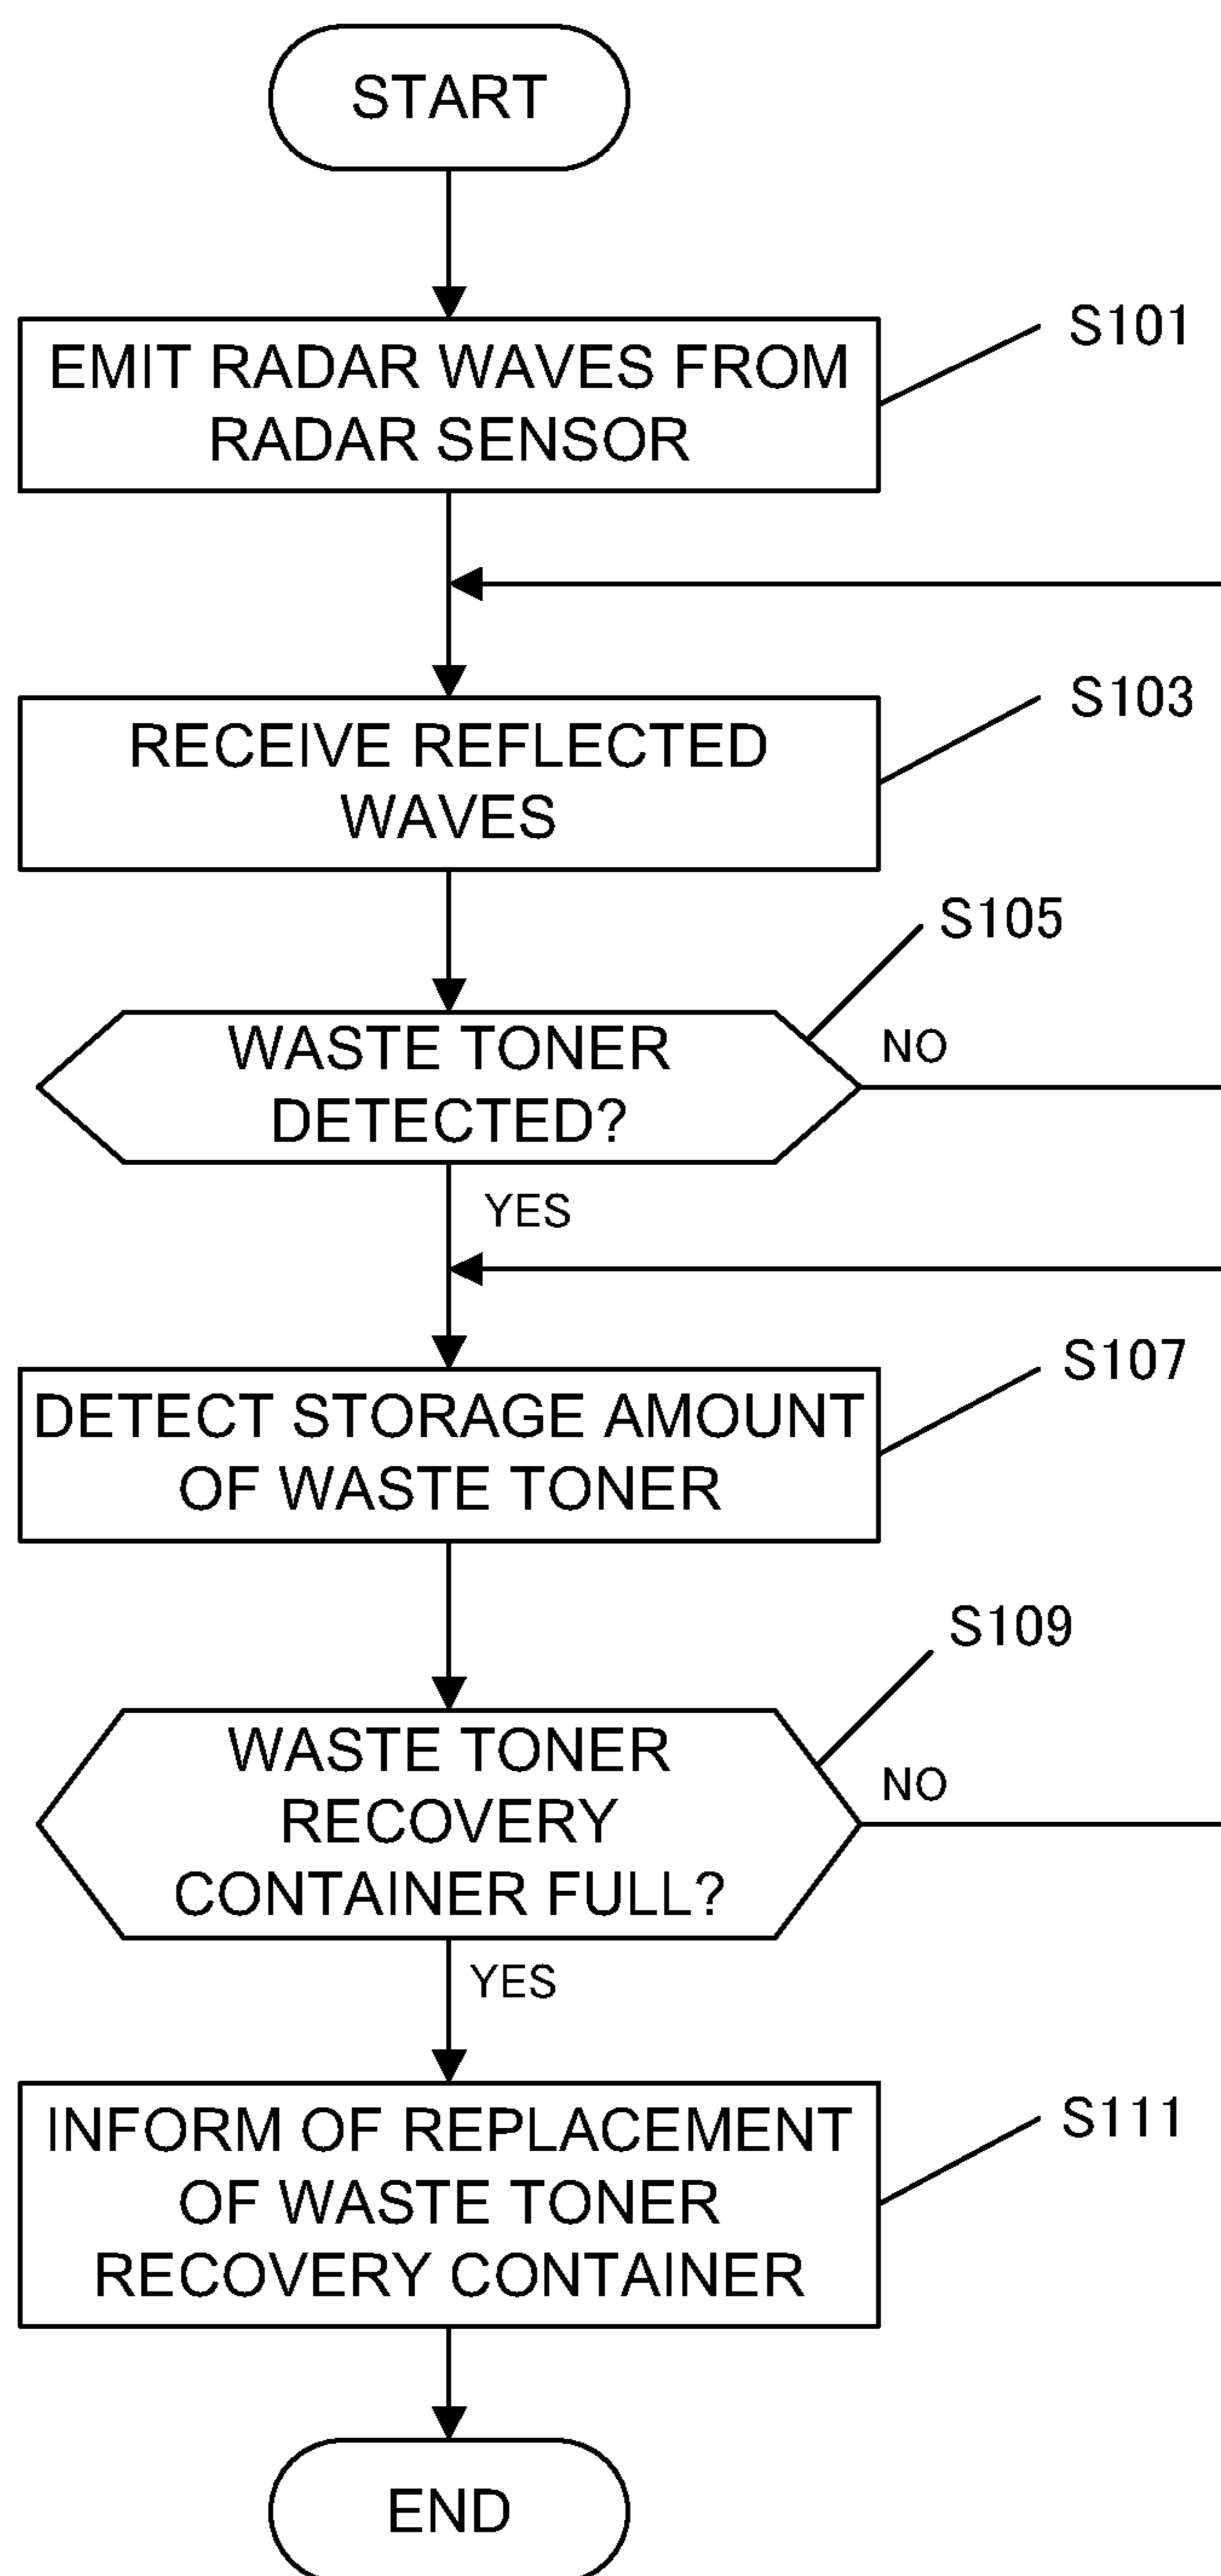 START
EMIT RADAR WAVES FROM
RADAR SENSOR
S101
RECEIVE REFLECTED
WAVES
S103
WASTE TONER
DETECTED?
S105
NO
YES
DETECT STORAGE AMOUNT
OF WASTE TONER
S107
WASTE TONER
RECOVERY
CONTAINER FULL?
S109
NO
YES
INFORM OF REPLACEMENT
OF WASTE TONER
RECOVERY CONTAINER
S111
END